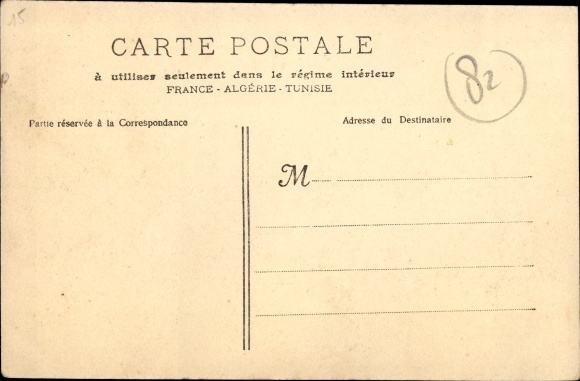 15
CARTE POSTALE
82
à utiliser seulement dans le régime intérieur
FRANCE - ALGÉRIE - TUNISIE
Partie réservée à la Correspondance
Adresse du Destinataire
M